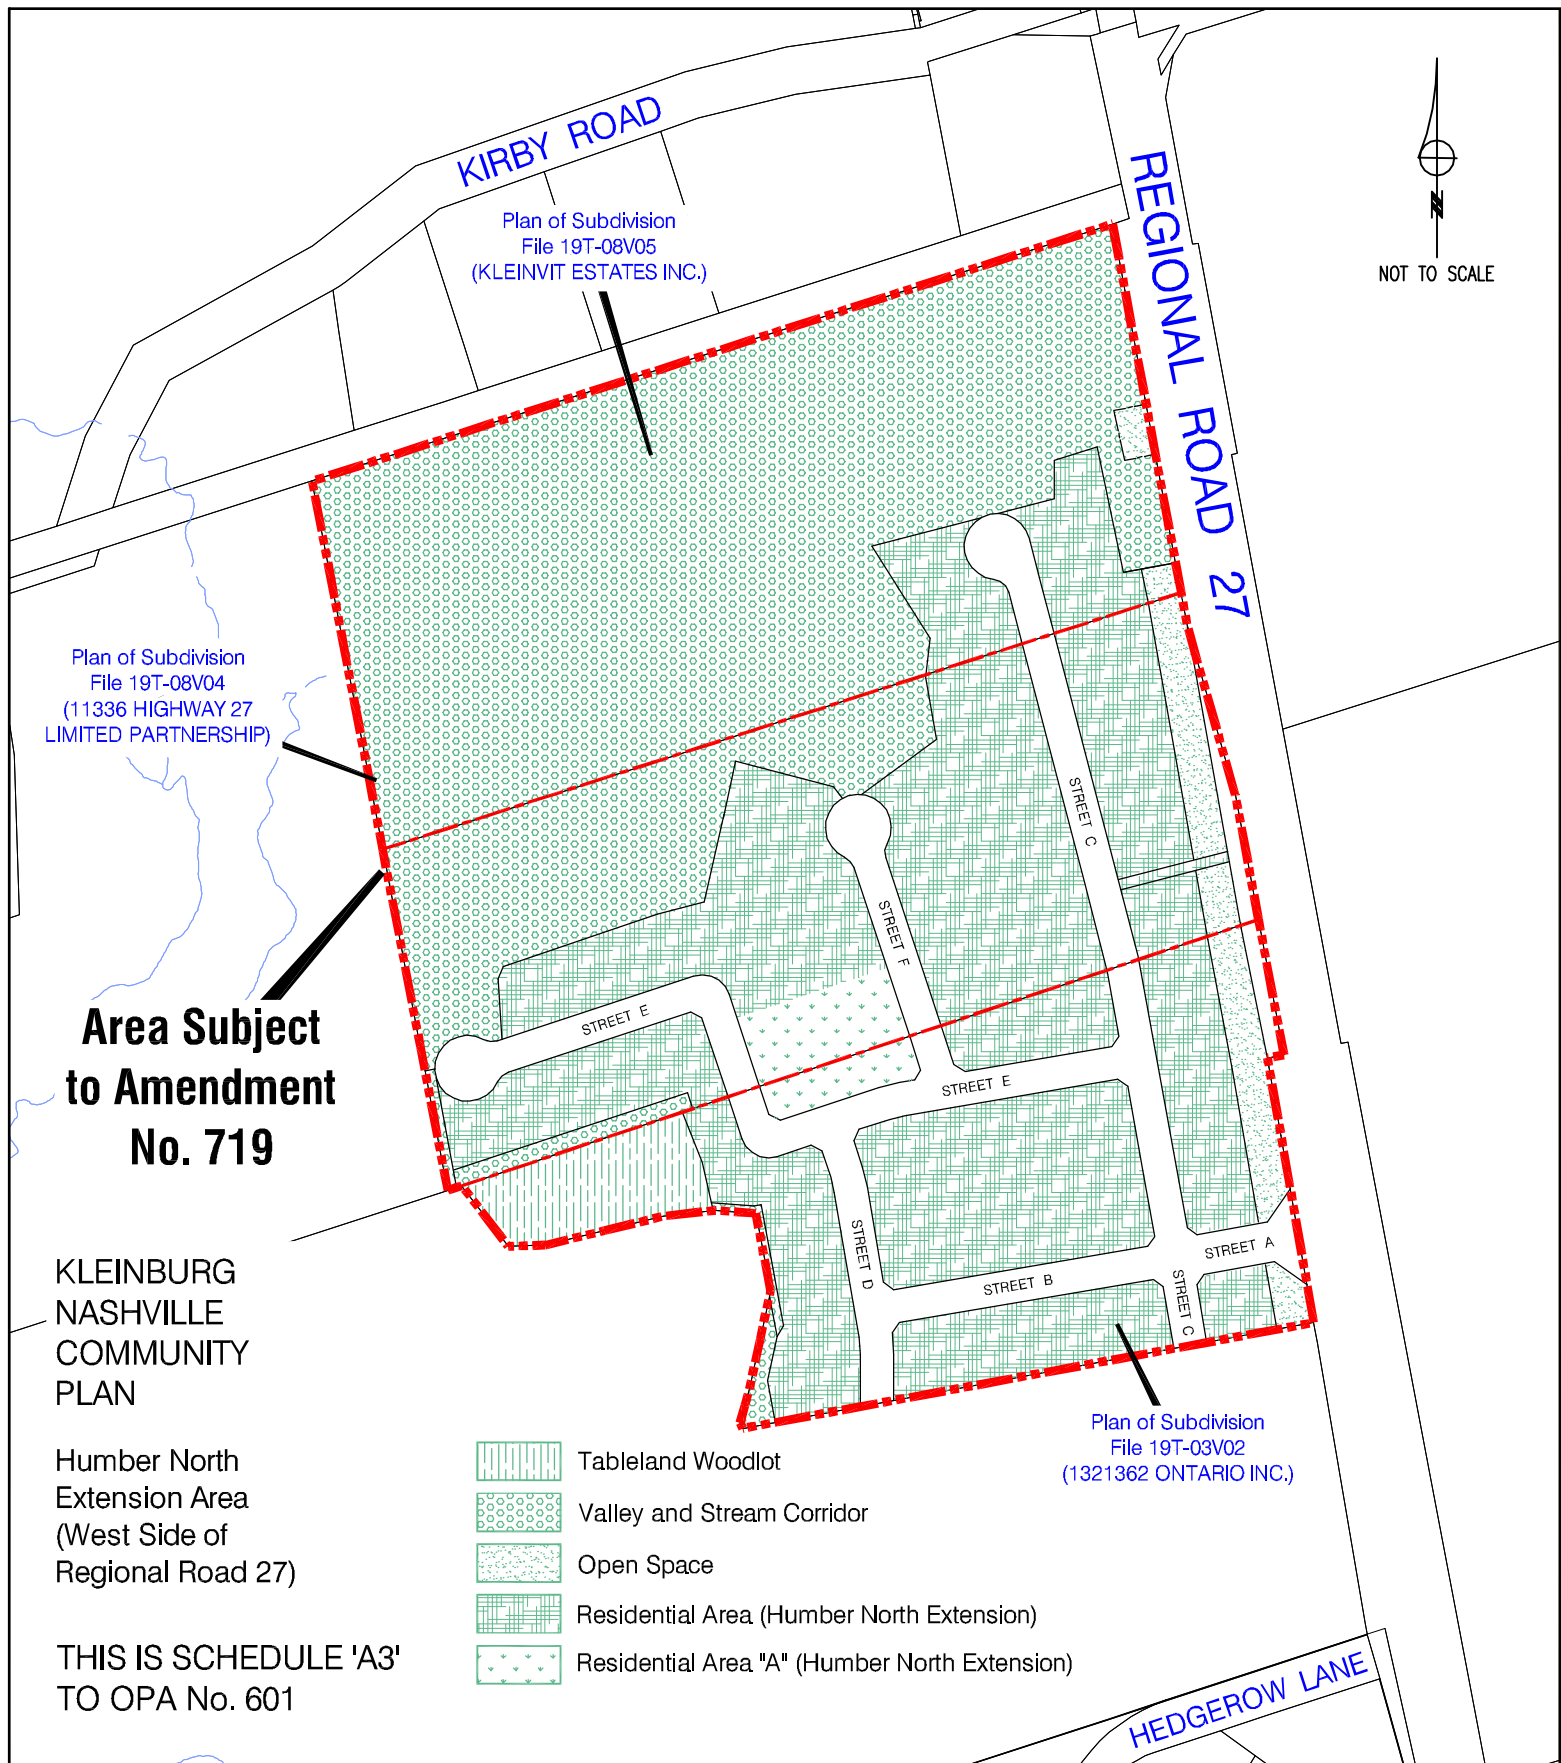 KIRBY ROAD
REGIONAL ROAD 27
Plan of Subdivision
File 19T-08V05
(KLEINVIT ESTATES INC.)
N
NOT TO SCALE
Plan of Subdivision
File 19T-08V04
(11336 HIGHWAY 27
LIMITED PARTNERSHIP)
STREET C
STREET F
STREET E
STREET E
STREET D
STREET B
STREET A
STREET C
Area Subject
to Amendment
No. 719
KLEINBURG
NASHVILLE
COMMUNITY
PLAN
Humber North
Extension Area
(West Side of
Regional Road 27)
THIS IS SCHEDULE 'A3'
TO OPA No. 601
Plan of Subdivision
File 19T-03V02
(1321362 ONTARIO INC.)
Tableland Woodlot
Valley and Stream Corridor
Open Space
Residential Area (Humber North Extension)
Residential Area "A" (Humber North Extension)
HEDGEROW LANE